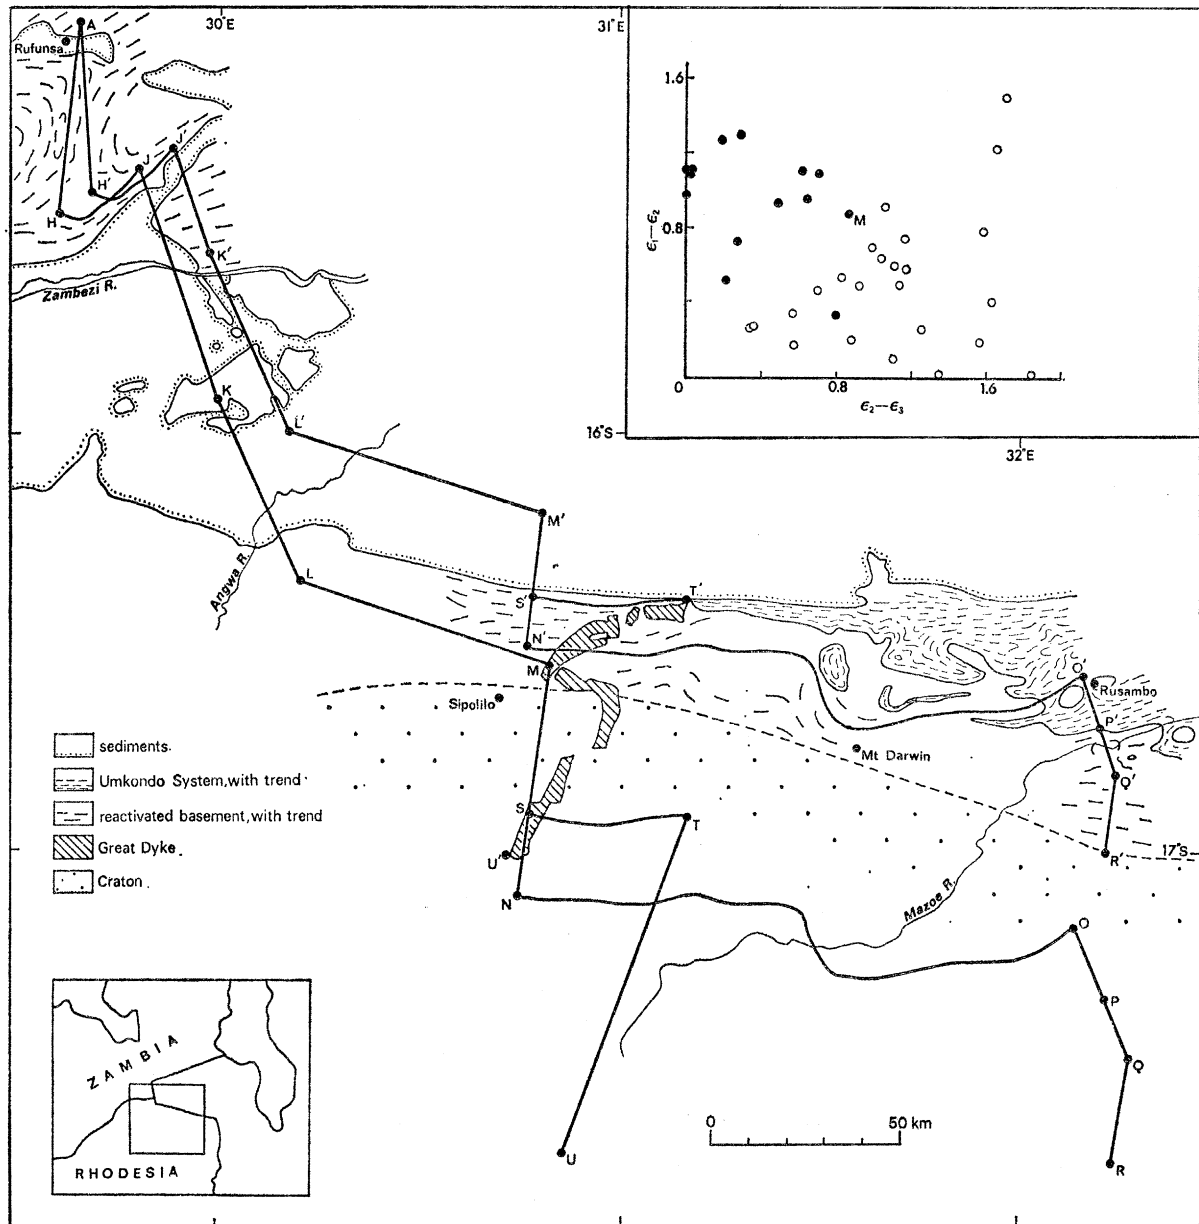 30°E
31°E
A
Rufunsa
J'
J
H'
H
K'
Zambezi R.
K
L'
16°S
32°E
1.6
0.8
0
0.8
1.6
ϵ₁—ϵ₂
ϵ₂—ϵ₃
M
M'
Angwa R.
L
S'
T'
N'
M
O'
Rusambo
Sipolilo
P'
Mt Darwin
Q'
sediments.
Umkondo System, with trend
reactivated basement, with trend
Great Dyke.
Craton.
S
T
U'
R'
17°S
N
Mazoe R.
O
P
Q
ZAMBIA
RHODESIA
0 50 km
U
R